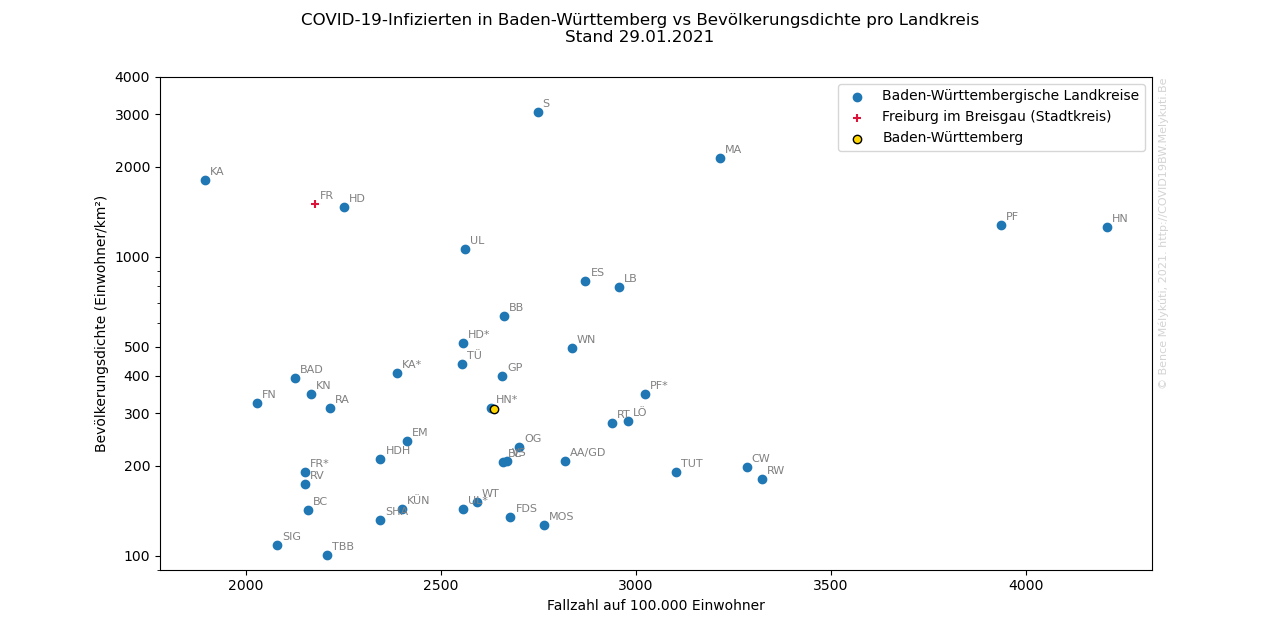 COVID-19-Infizierten in Baden-Württemberg vs Bevölkerungsdichte pro Landkreis
Stand 29.01.2021
Baden-Württembergische Landkreise
Freiburg im Breisgau (Stadtkreis)
Baden-Württemberg
© Bence Mélykúti, 2021. http://COVID19BW.Melykuti.Be
Bevölkerungsdichte (Einwohner/km²)
4000
3000
2000
1000
500
400
300
200
100
S
MA
KA
FR
HD
PF
HN
UL
ES
LB
BB
HD*
WN
TÜ
KA*
GP
BAD
KN
PF*
FN
RA
HN*
RT
LÖ
EM
OG
HDH
VS
AA/GD
FR*
RV
TUT
CW
RW
BC
KÜN
WT
UL*
SHA
FDS
MOS
SIG
TBB
2000
2500
3000
3500
4000
Fallzahl auf 100.000 Einwohner